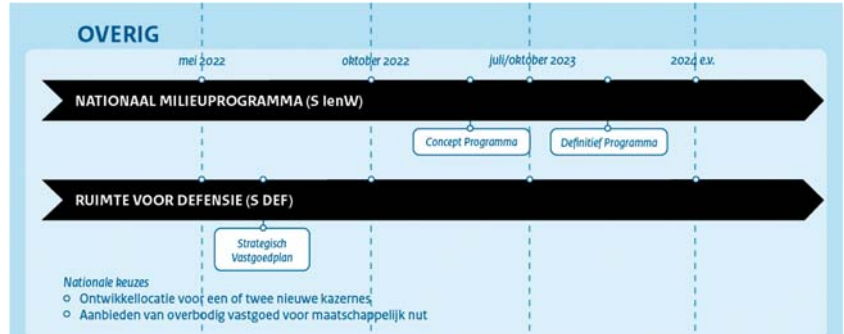 OVERIG
mei 2022
oktober 2022
juli/oktober 2023
2024 e.v.
NATIONAAL MILIEUPROGRAMMA (S IenW)
Concept Programma
Definitief Programma
RUIMTE VOOR DEFENSIE (S DEF)
Strategisch
Vastgoedplan
Nationale keuzes
Ontwikkellocatie voor een of twee nieuwe kazernes
Aanbieden van overbodig vastgoed voor maatschappelijk nut